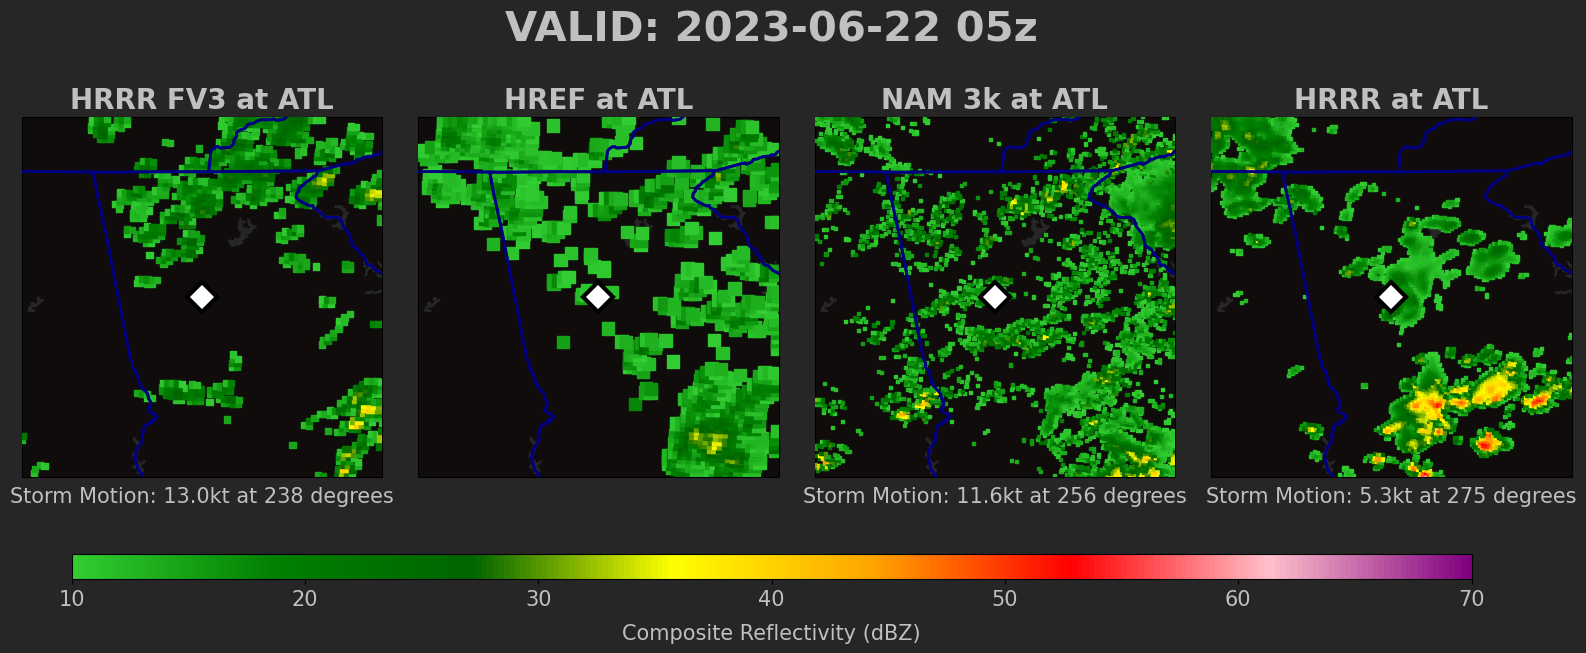 VALID: 2023-06-22 05z
HRRR FV3 at ATL
HREF at ATL
NAM 3k at ATL
HRRR at ATL
Storm Motion: 13.0kt at 238 degrees
Storm Motion: 11.6kt at 256 degrees
Storm Motion: 5.3kt at 275 degrees
10 20 30 40 50 60 70
Composite Reflectivity (dBZ)